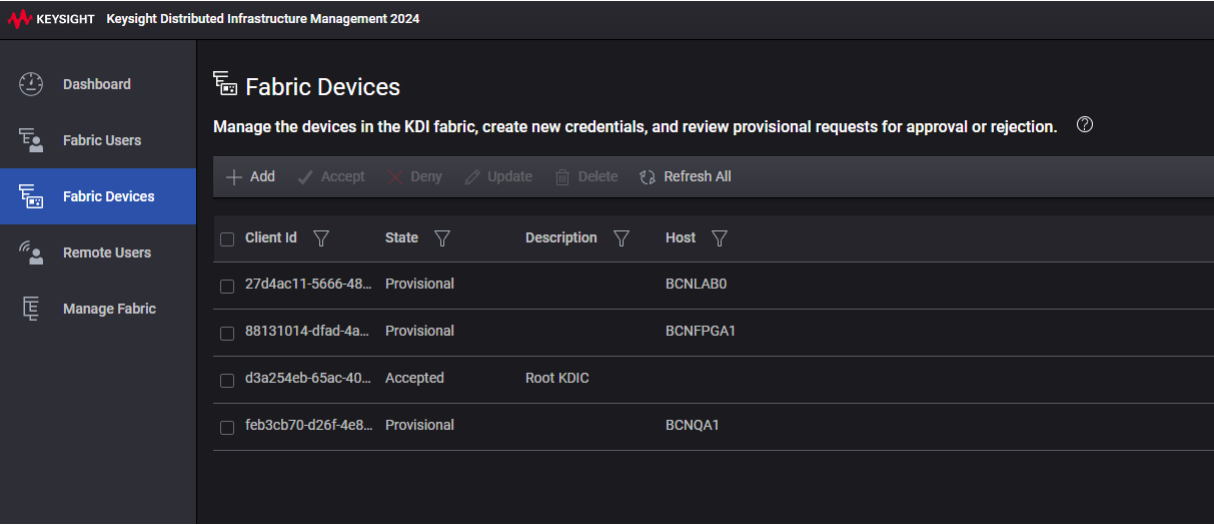 KEYSIGHT Keysight Distributed Infrastructure Management 2024
Dashboard
Fabric Users
Fabric Devices
Remote Users
Manage Fabric
Fabric Devices
Manage the devices in the KDI fabric, create new credentials, and review provisional requests for approval or rejection.
Add Accept Deny Update Delete Refresh All
Client Id State Description Host
27d4ac11-5666-48... Provisional BCNLAB0
88131014-dfad-4a... Provisional BCNFPGA1
d3a254eb-65ac-40... Accepted Root KDIC
feb3cb70-d26f-4e8... Provisional BCNQA1